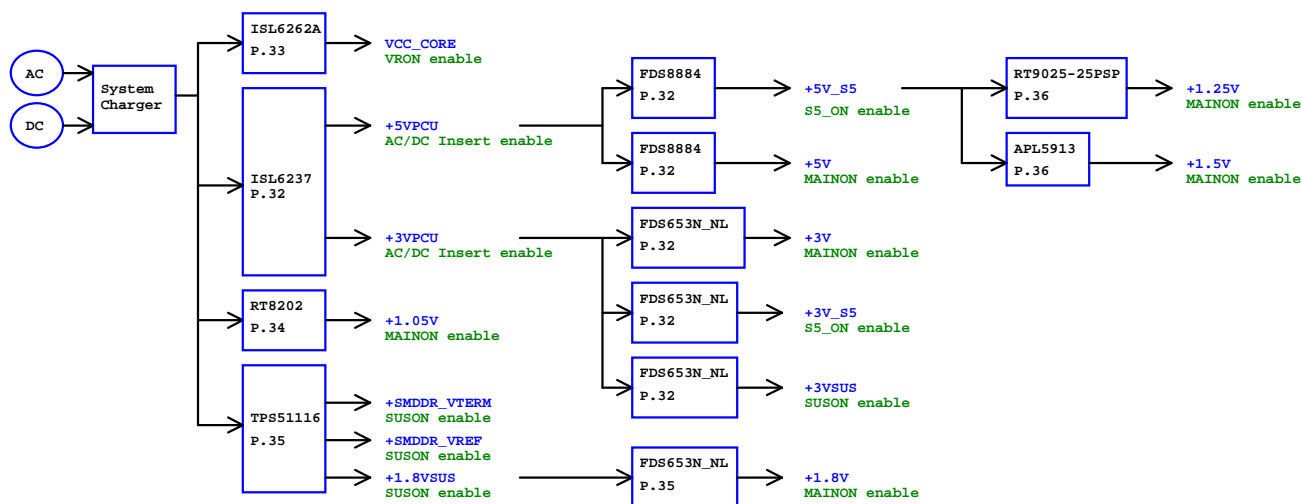 AC
DC
System
Charger
ISL6262A
P.33
VCC_CORE
VRON enable
ISL6237
P.32
+5VPCU
AC/DC Insert enable
+3VPCU
AC/DC Insert enable
RT8202
P.34
+1.05V
MAINON enable
TPS51116
P.35
+SMDDR_VTERM
SUSON enable
+SMDDR_VREF
SUSON enable
+1.8VSUS
SUSON enable
FDS8884
P.32
+5V_S5
S5_ON enable
FDS8884
P.32
+5V
MAINON enable
FDS653N_NL
P.32
+3V
MAINON enable
FDS653N_NL
P.32
+3V_S5
S5_ON enable
FDS653N_NL
P.32
+3VSUS
SUSON enable
FDS653N_NL
P.35
+1.8V
MAINON enable
RT9025-25PSP
P.36
+1.25V
MAINON enable
APL5913
P.36
+1.5V
MAINON enable